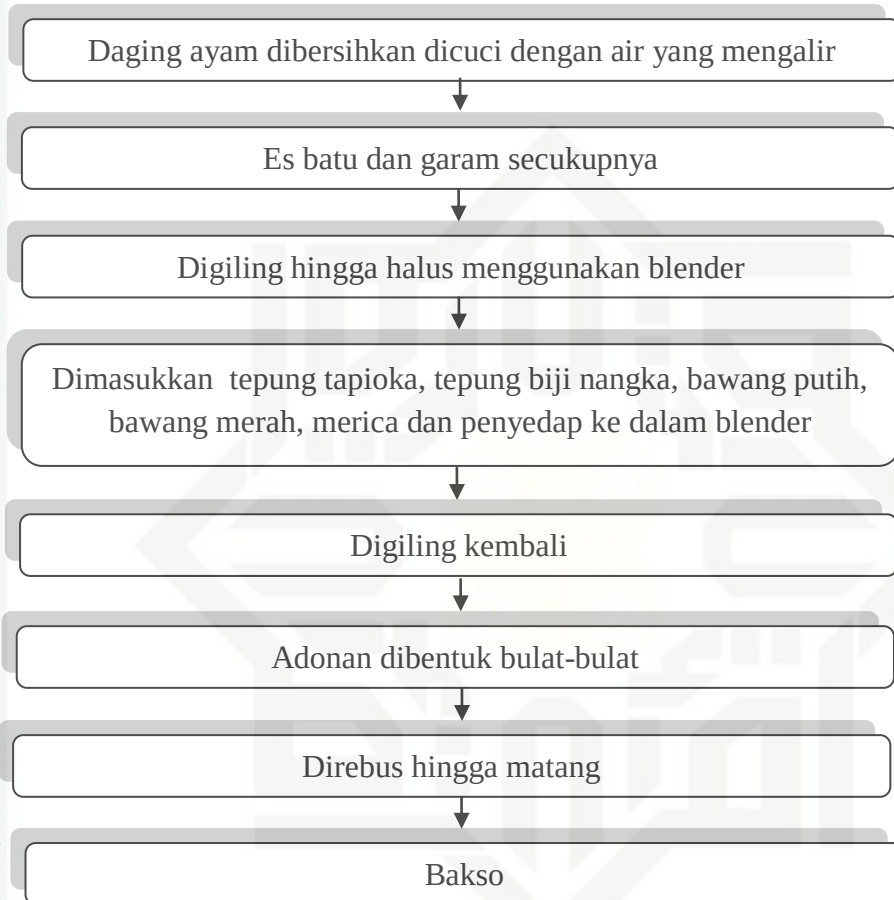 Daging ayam dibersihkan dicuci dengan air yang mengalir
Es batu dan garam secukupnya
Digiling hingga halus menggunakan blender
Dimasukkan tepung tapioka, tepung biji nangka, bawang putih,
bawang merah, merica dan penyedap ke dalam blender
Digiling kembali
Adonan dibentuk bulat-bulat
Direbus hingga matang
Bakso